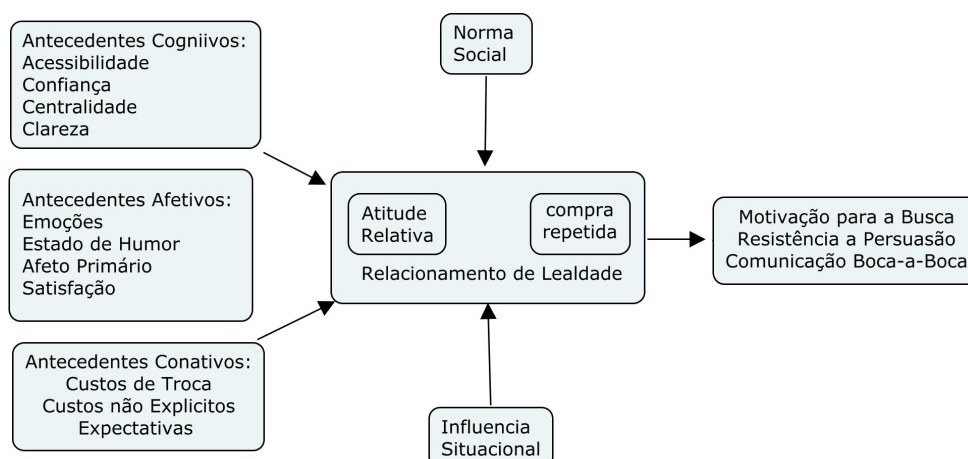 Antecedentes Cogniivos:
Acessibilidade
Confiança
Centralidade
Clareza
Norma
Social
Antecedentes Afetivos:
Emoções
Estado de Humor
Afeto Primário
Satisfação
Atitude
Relativa
compra
repetida
Relacionamento de Lealdade
Motivação para a Busca
Resistência a Persuasão
Comunicação Boca-a-Boca
Antecedentes Conativos:
Custos de Troca
Custos não Explicitos
Expectativas
Influencia
Situacional